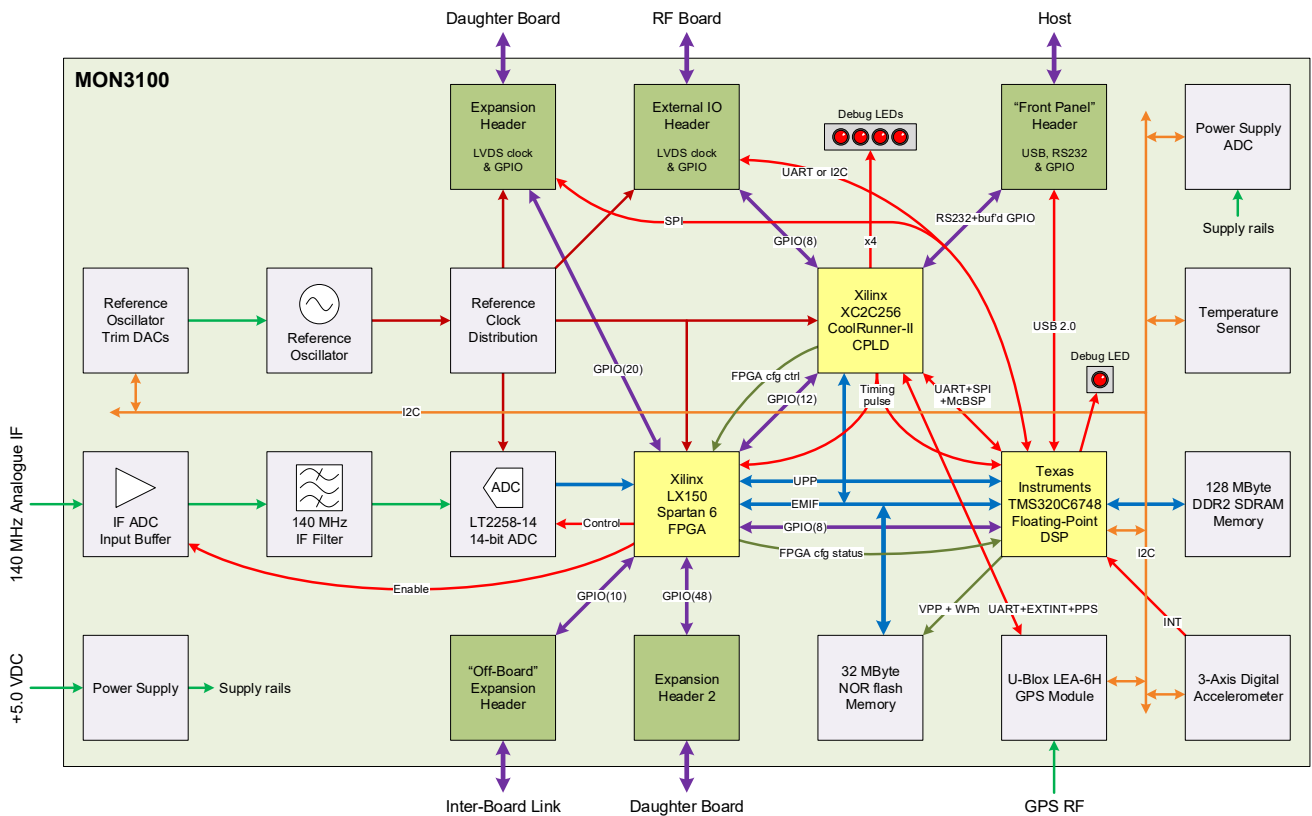 Daughter Board
RF Board
Host
MON3100
Expansion
Header
LVDS clock
& GPIO
External IO
Header
LVDS clock
& GPIO
Debug LEDs
“Front Panel”
Header
USB, RS232
& GPIO
Power Supply
ADC
UART or I2C
SPI
GPIO(8)
x4
RS232+buf’d GPIO
Supply rails
Reference
Oscillator
Trim DACs
Reference
Oscillator
Reference
Clock
Distribution
Xilinx
XC2C256
CoolRunner-II
CPLD
USB 2.0
Temperature
Sensor
Debug LED
GPIO(20)
FPGA cfg ctrl
GPIO(12)
Timing
pulse
UART+SPI
+McBSP
I2C
140 MHz Analogue IF
IF ADC
Input Buffer
140 MHz
IF Filter
ADC
LT2258-14
14-bit ADC
Control
Xilinx
LX150
Spartan 6
FPGA
UPP
EMIF
GPIO(8)
FPGA cfg status
Texas
Instruments
TMS320C6748
Floating-Point
DSP
128 MByte
DDR2 SDRAM
Memory
I2C
Enable
GPIO(10)
GPIO(48)
VPP + WPn
UART+EXTINT+PPS
INT
+5.0 VDC
Power Supply
Supply rails
“Off-Board”
Expansion
Header
Expansion
Header 2
32 MByte
NOR flash
Memory
U-Blox LEA-6H
GPS Module
3-Axis Digital
Accelerometer
Inter-Board Link
Daughter Board
GPS RF